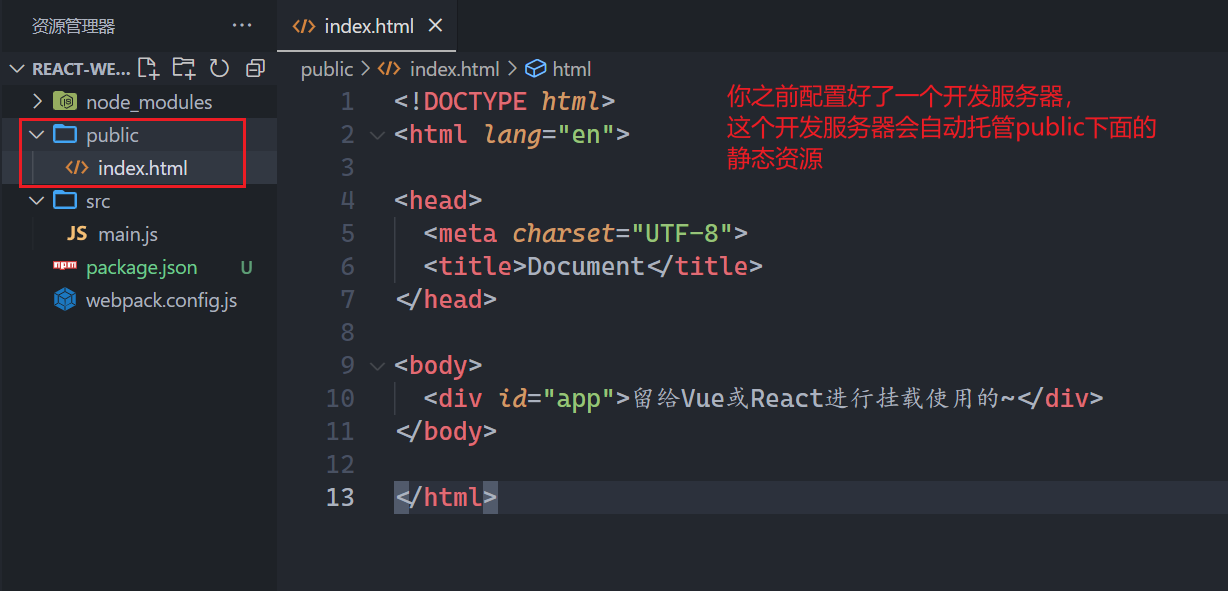 资源管理器 ···
index.html
REACT-WE...
public > index.html > html
node_modules
public
index.html
src
main.js
package.json U
webpack.config.js
1 <!DOCTYPE html>
2 <html lang="en">
3
4 <head>
5 <meta charset="UTF-8">
6 <title>Document</title>
7 </head>
8
9 <body>
10 <div id="app">留给Vue或React进行挂载使用的~</div>
11 </body>
12
13 </html>
你之前配置好了一个开发服务器，
这个开发服务器会自动托管public下面的
静态资源